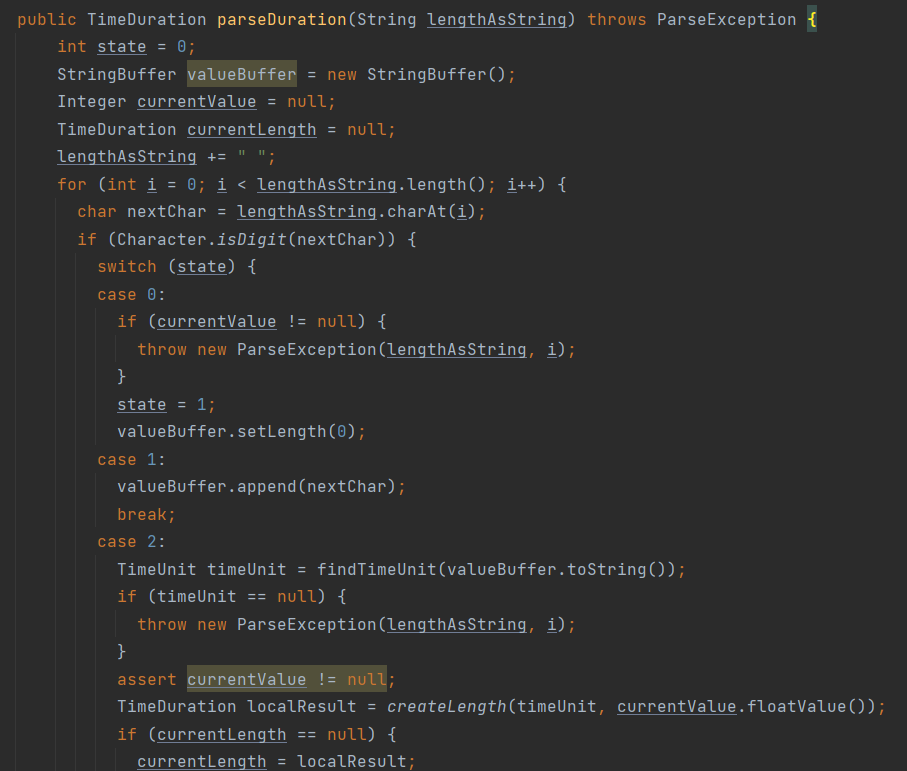 public TimeDuration parseDuration(String lengthAsString) throws ParseException {
    int state = 0;
    StringBuffer valueBuffer = new StringBuffer();
    Integer currentValue = null;
    TimeDuration currentLength = null;
    lengthAsString += " ";
    for (int i = 0; i < lengthAsString.length(); i++) {
      char nextChar = lengthAsString.charAt(i);
      if (Character.isDigit(nextChar)) {
        switch (state) {
        case 0:
          if (currentValue != null) {
            throw new ParseException(lengthAsString, i);
          }
          state = 1;
          valueBuffer.setLength(0);
        case 1:
          valueBuffer.append(nextChar);
          break;
        case 2:
          TimeUnit timeUnit = findTimeUnit(valueBuffer.toString());
          if (timeUnit == null) {
            throw new ParseException(lengthAsString, i);
          }
          assert currentValue != null;
          TimeDuration localResult = createLength(timeUnit, currentValue.floatValue());
          if (currentLength == null) {
            currentLength = localResult;